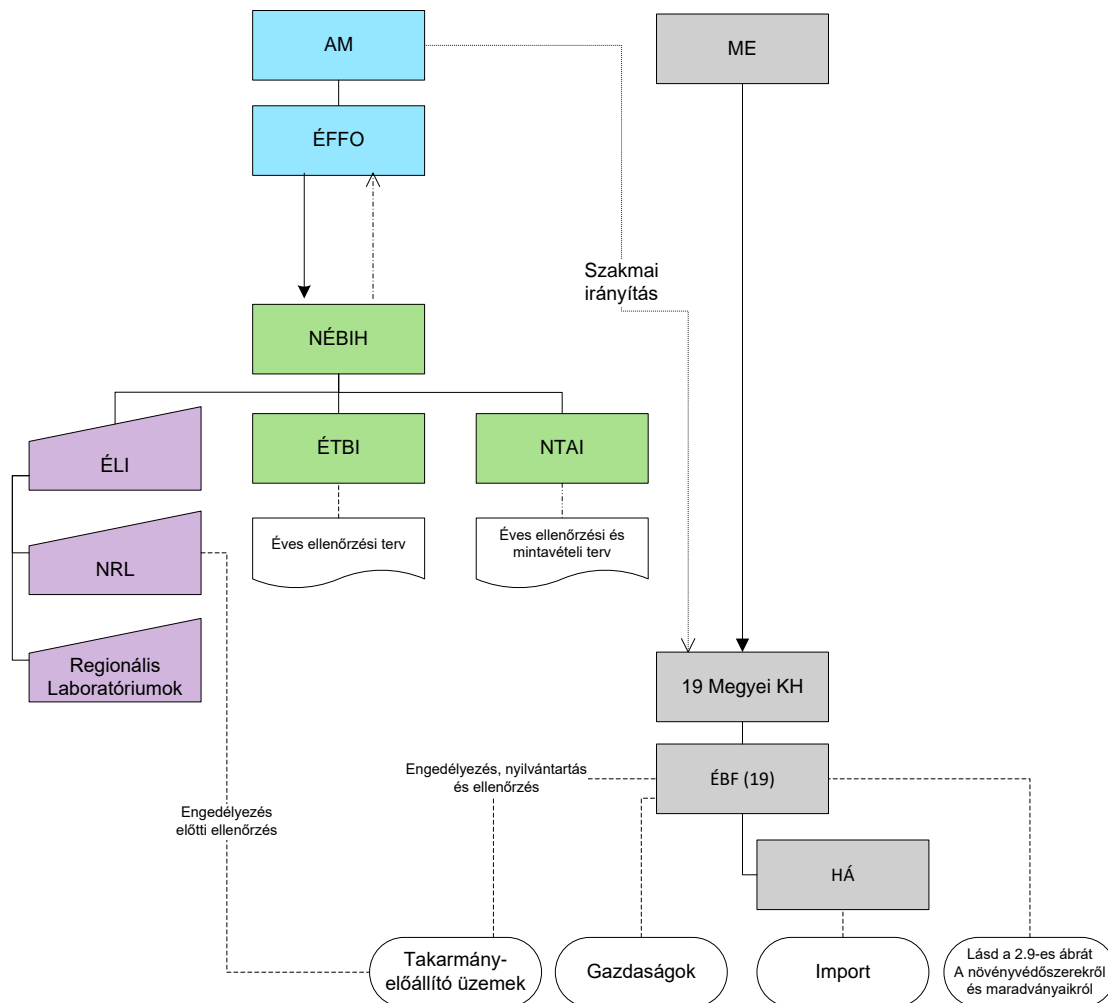 AM
ME
ÉFFO
Szakmai
irányítás
NÉBIH
ÉLI
ÉTBI
NTAI
Éves ellenőrzési terv
Éves ellenőrzési és
mintavételi terv
NRL
Regionális
Laboratóriumok
19 Megyei KH
Engedélyezés, nyilvántartás
és ellenőrzés
ÉBF (19)
Engedélyezés
előtti ellenőrzés
HÁ
Takarmány-
előállító üzemek
Gazdaságok
Import
Lásd a 2.9-es ábrát
A növényvédőszerekről
és maradványaikról